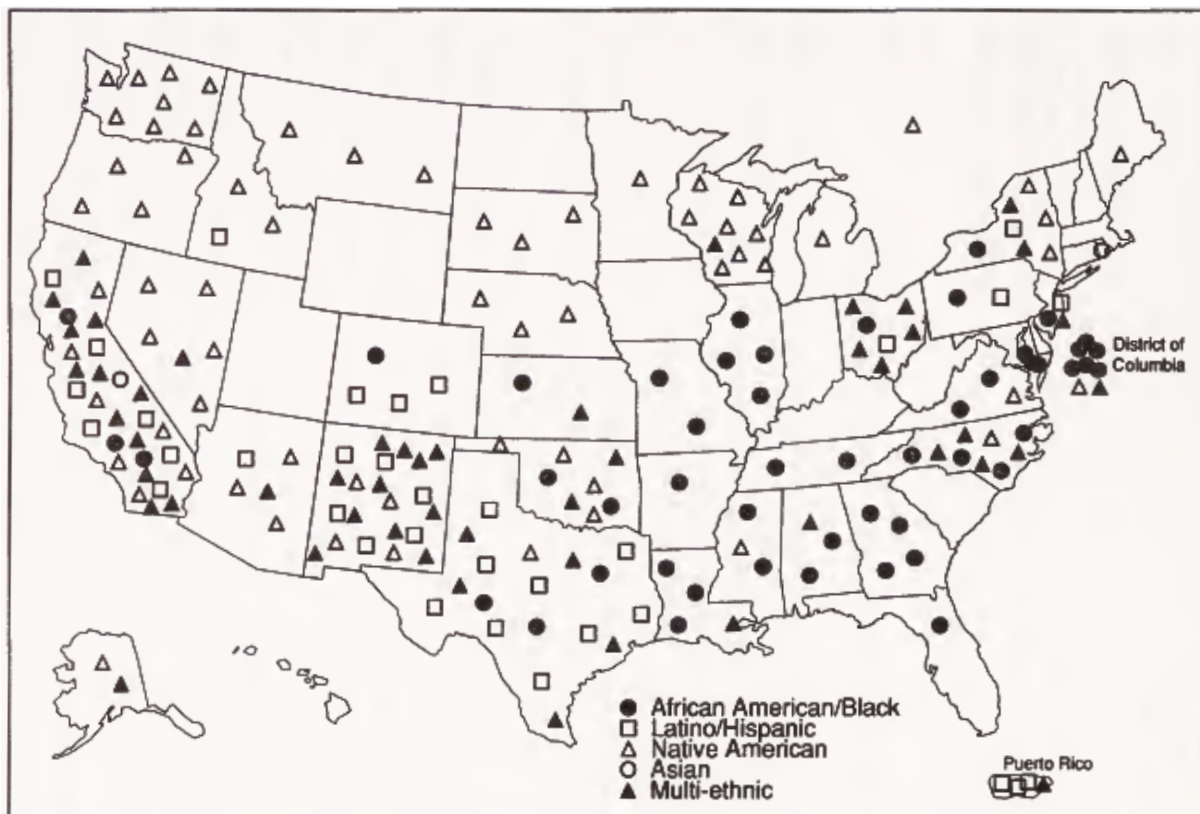 District of
Columbia
African American/Black
Latino/Hispanic
Native American
Asian
Multi-ethnic
Puerto Rico